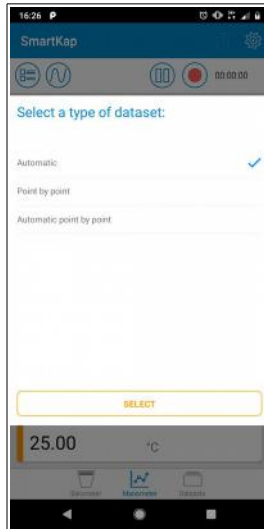 16:26
SmartKap
00:00:00
Select a type of dataset:
Automatic
Point by point
Automatic point by point
SELECT
25.00 °C
Barometer Manometer Datasets